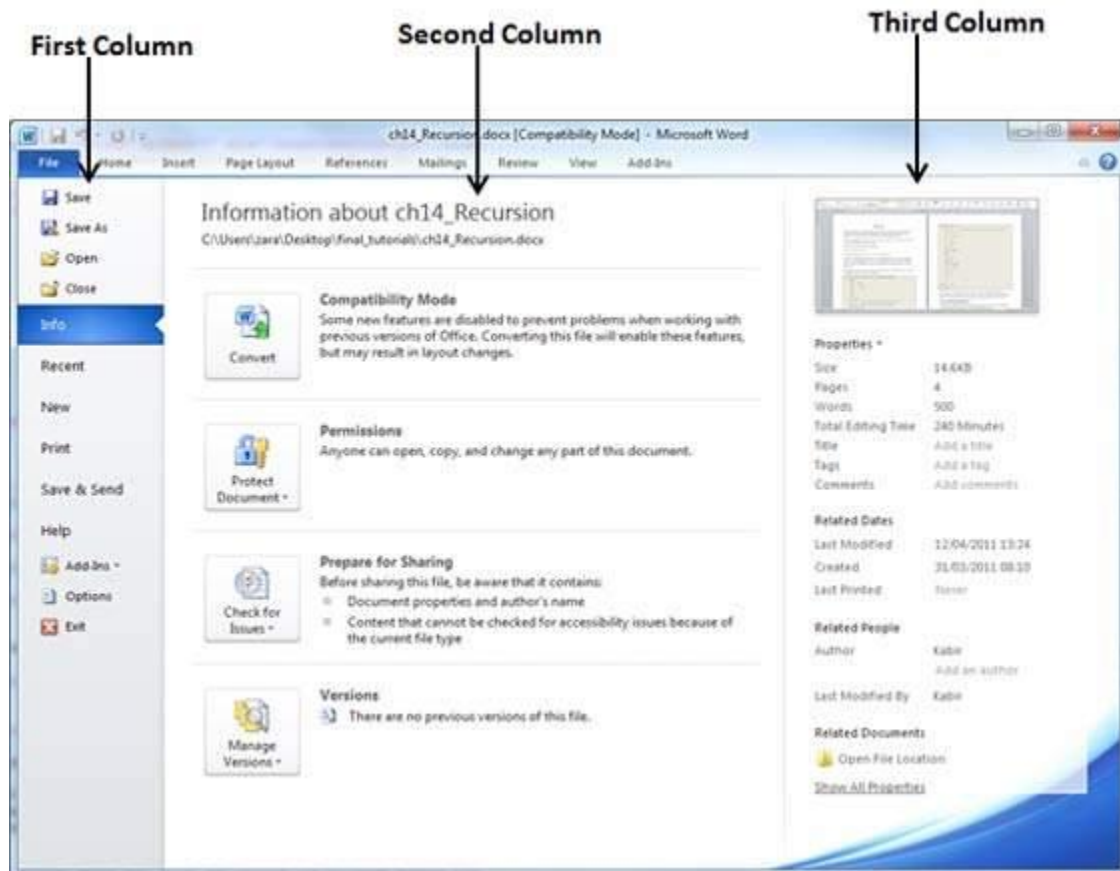 First Column
Second Column
Third Column
ch14_Recursion.docx [Compatibility Mode] - Microsoft Word
File Home Insert Page Layout References Mailings Review View Add-Ins
Save
Save As
Open
Close
Info
Recent
New
Print
Save & Send
Help
Add-Ins
Options
Exit
Information about ch14_Recursion
C:\Users\zara\Desktop\final_tutorials\ch14_Recursion.docx
Convert
Compatibility Mode
Some new features are disabled to prevent problems when working with
previous versions of Office. Converting this file will enable these features,
but may result in layout changes.
Protect
Document
Permissions
Anyone can open, copy, and change any part of this document.
Check for
Issues
Prepare for Sharing
Before sharing this file, be aware that it contains:
Document properties and author's name
Content that cannot be checked for accessibility issues because of
the current file type
Manage
Versions
Versions
There are no previous versions of this file.
Properties
Size 14.6KB
Pages 4
Words 500
Total Editing Time 240 Minutes
Title Add a title
Tags Add a tag
Comments Add comments
Related Dates
Last Modified 12/04/2011 13:24
Created 31/03/2011 08:10
Last Printed Never
Related People
Author Kabir
Add an author
Last Modified By Kabir
Related Documents
Open File Location
Show All Properties